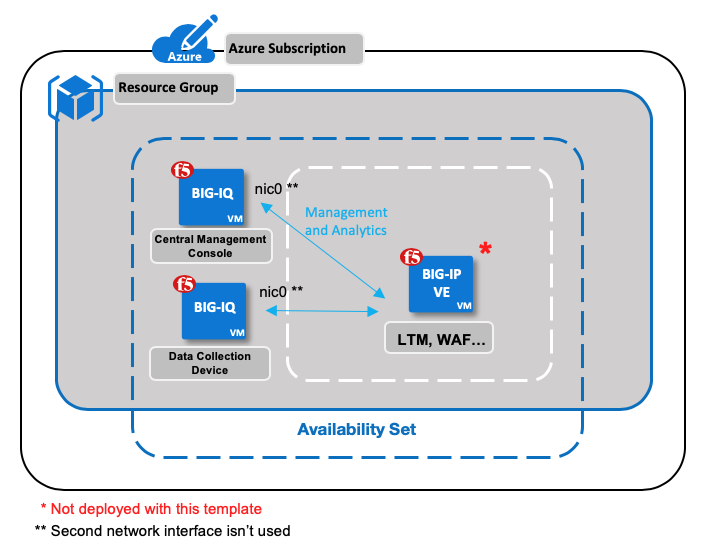 Azure
Azure Subscription
Resource Group
f5
BIG-IQ
VM
nic0 **
Central Management
Console
Management
and Analytics
*
f5
BIG-IP
VE
VM
LTM, WAF...
f5
BIG-IQ
VM
nic0 **
Data Collection
Device
Availability Set
* Not deployed with this template
** Second network interface isn't used